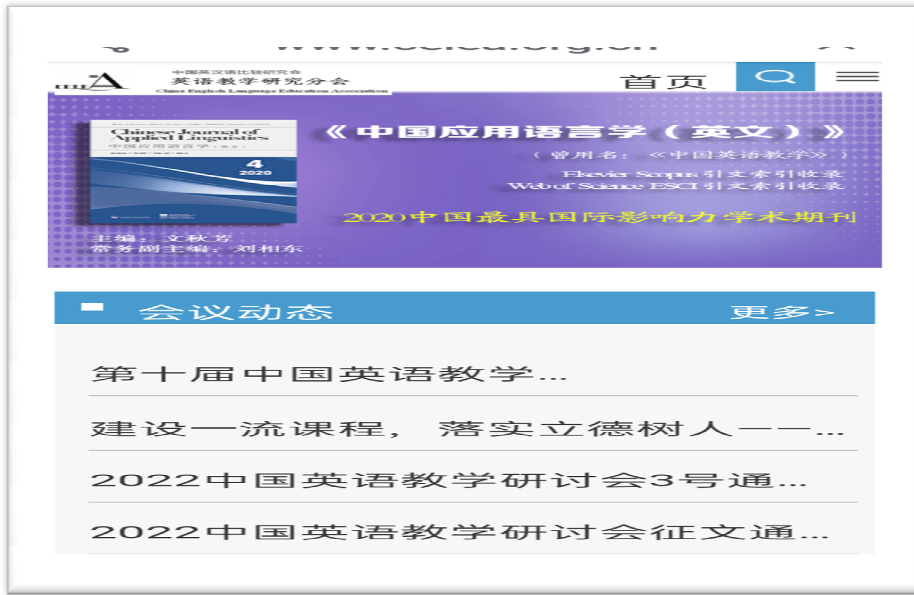 中国英汉语比较研究会
英语教学研究分会
China English Language Education Association
首页
Chinese Journal of
Applied Linguistics
中国应用语言学（英文）
4
2020
《中国应用语言学（英文）》
（曾用名：《中国英语教学》）
Elsevier Scopus 引文索引收录
Web of Science ESCI 引文索引收录
2020中国最具国际影响力学术期刊
主编：文秋芳
常务副主编：刘相东
会议动态
更多>
第十届中国英语教学...
建设一流课程，落实立德树人——...
2022中国英语教学研讨会3号通...
2022中国英语教学研讨会征文通...